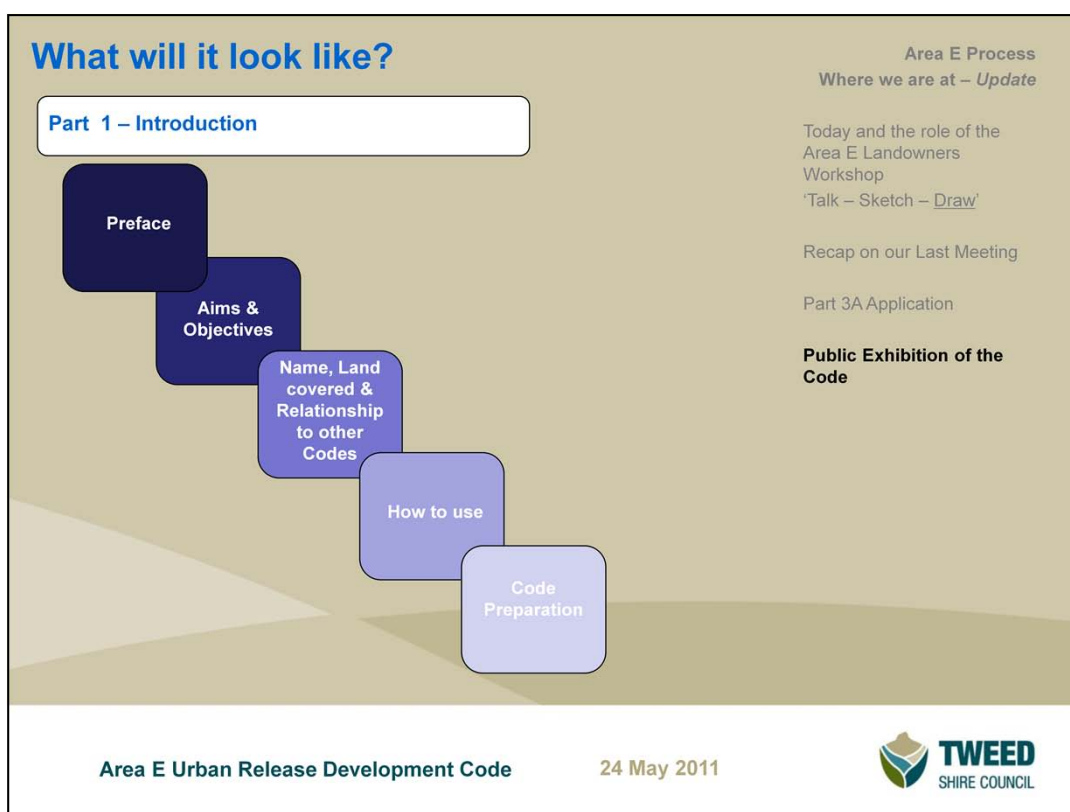 What will it look like?
Part 1 – Introduction
Preface
Aims &
Objectives
Name, Land
covered &
Relationship
to other
Codes
How to use
Code
Preparation
Area E Process
Where we are at – Update
Today and the role of the
Area E Landowners
Workshop
‘Talk – Sketch – Draw’
Recap on our Last Meeting
Part 3A Application
Public Exhibition of the
Code
Area E Urban Release Development Code
24 May 2011
TWEED
SHIRE COUNCIL